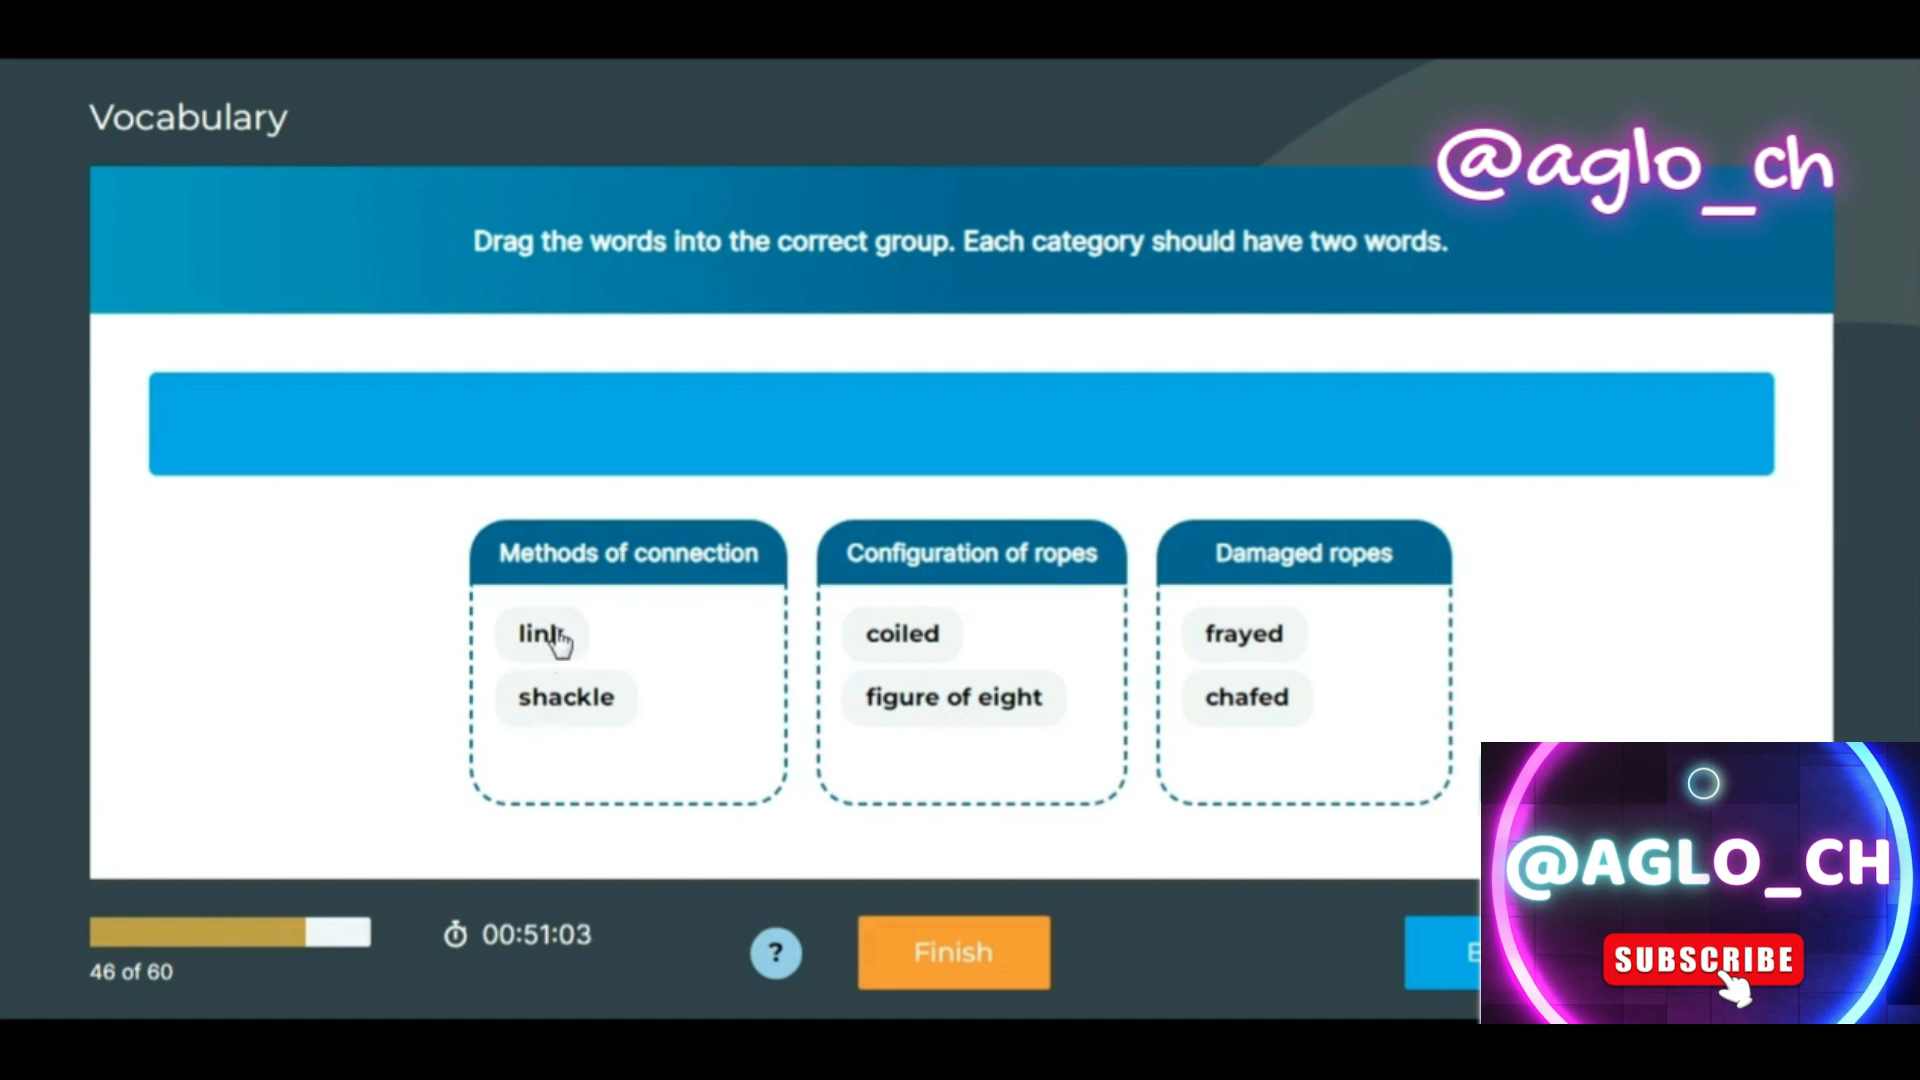 Vocabulary
@aglo_ch
Drag the words into the correct group. Each category should have two words.
Methods of connection
link
shackle
Configuration of ropes
coiled
figure of eight
Damaged ropes
frayed
chafed
46 of 60
00:51:03
?
Finish
@AGLO_CH
SUBSCRIBE